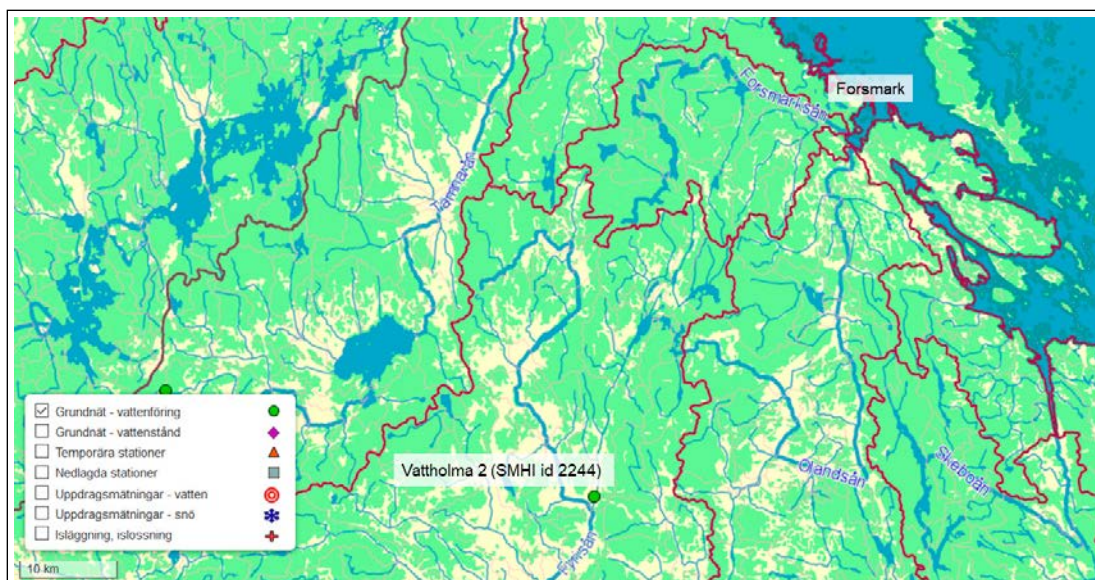 Forsmark
Forsmarksån
Tämnarån
Vattholma 2 (SMHI id 2244)
Olandsån
Skeboån
Fyrisån
Grundnät - vattenföring
Grundnät - vattenstånd
Temporära stationer
Nedlagda stationer
Uppdragsmätningar - vatten
Uppdragsmätningar - snö
Isläggning, islossning
10 km